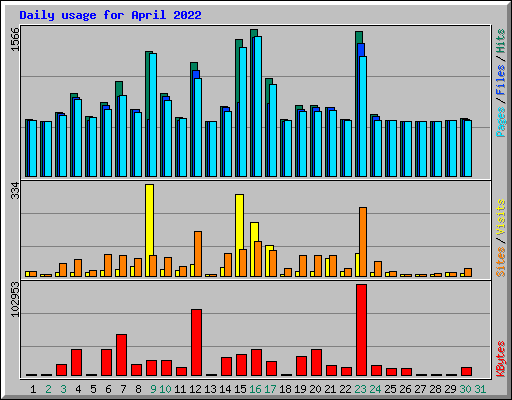 Daily usage for April 2022
1566
Pages / Files / Hits
334
Sites / Visits
102953
KBytes
1 2 3 4 5 6 7 8 9 10 11 12 13 14 15 16 17 18 19 20 21 22 23 24 25 26 27 28 29 30 31